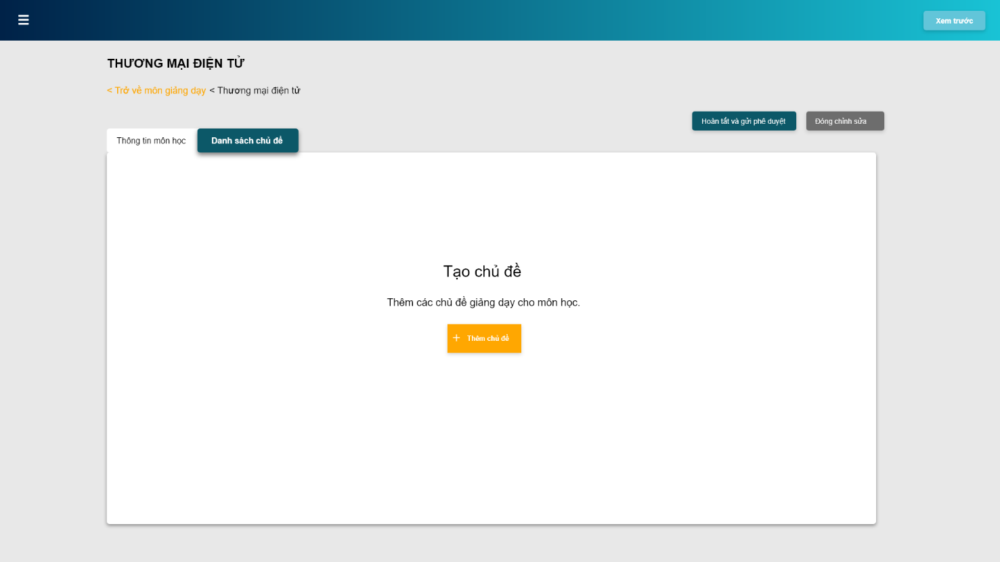 Xem trước
THƯƠNG MẠI ĐIỆN TỬ
< Trở về môn giảng dạy < Thương mại điện tử
Hoàn tất và gửi phê duyệt
Đóng chỉnh sửa
Thông tin môn học
Danh sách chủ đề
Tạo chủ đề
Thêm các chủ đề giảng dạy cho môn học.
+ Thêm chủ đề